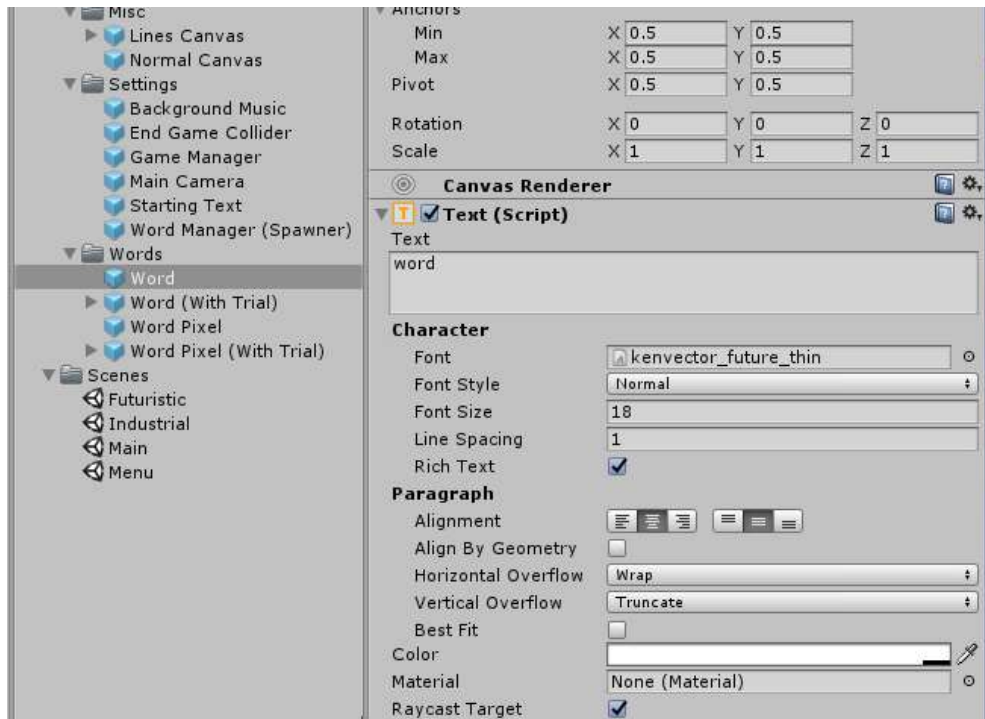 Misc
Lines Canvas
Normal Canvas
Settings
Background Music
End Game Collider
Game Manager
Main Camera
Starting Text
Word Manager (Spawner)
Words
Word
Word (With Trial)
Word Pixel
Word Pixel (With Trial)
Scenes
Futuristic
Industrial
Main
Menu
Anchors
Min X 0.5 Y 0.5
Max X 0.5 Y 0.5
Pivot X 0.5 Y 0.5
Rotation X 0 Y 0 Z 0
Scale X 1 Y 1 Z 1
Canvas Renderer
Text (Script)
Text
word
Character
Font kenvector_future_thin
Font Style Normal
Font Size 18
Line Spacing 1
Rich Text
Paragraph
Alignment
Align By Geometry
Horizontal Overflow Wrap
Vertical Overflow Truncate
Best Fit
Color
Material None (Material)
Raycast Target